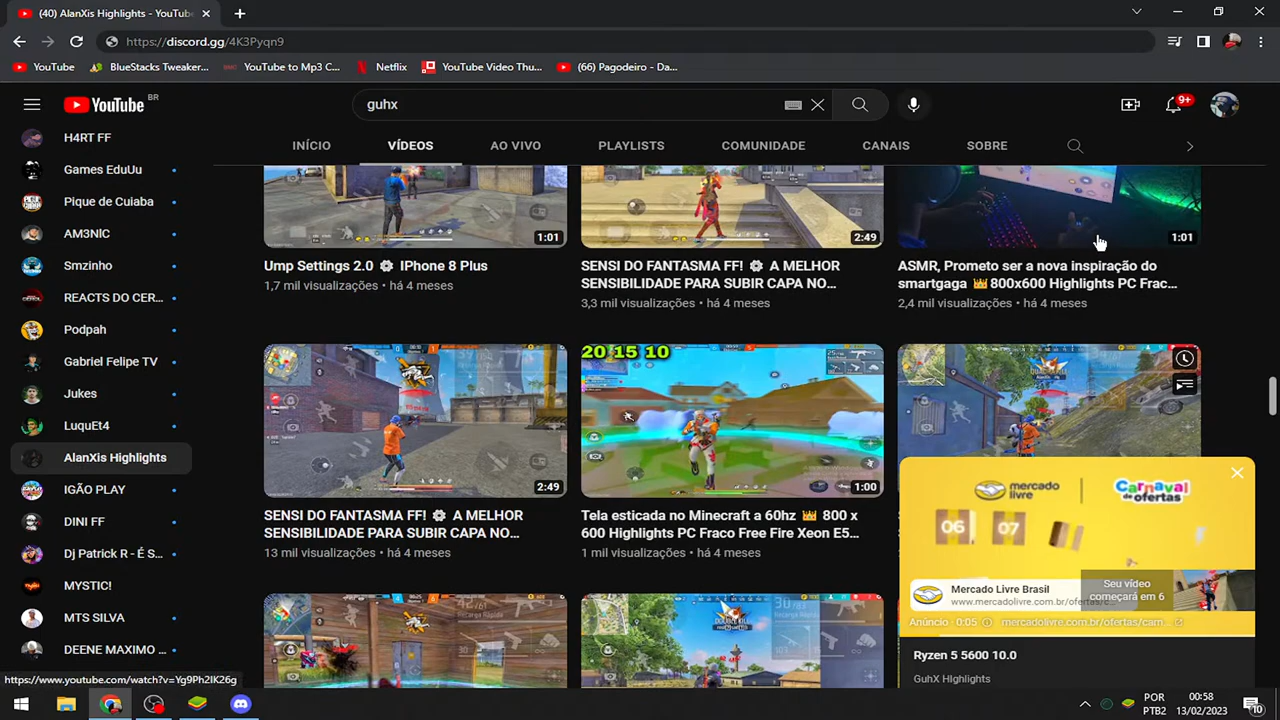 (40) AlanXis Highlights - YouTube
https://discord.gg/4K3Pyqn9
YouTube
BlueStacks Tweaker...
YouTube to Mp3 C...
Netflix
YouTube Video Thu...
(66) Pagodeiro - Da...
YouTube BR
guhx
9+
INÍCIO
VÍDEOS
AO VIVO
PLAYLISTS
COMUNIDADE
CANAIS
SOBRE
H4RT FF
Games EduUu
Pique de Cuiaba
AM3NIC
Smzinho
REACTS DO CER...
Podpah
Gabriel Felipe TV
Jukes
LuquEt4
AlanXis Highlights
IGÃO PLAY
DINI FF
Dj Patrick R - É S...
MYSTIC!
MTS SILVA
DEENE MAXIMO ...
1:01
Ump Settings 2.0 ⚙ IPhone 8 Plus
1,7 mil visualizações • há 4 meses
2:49
SENSI DO FANTASMA FF! ⚙ A MELHOR
SENSIBILIDADE PARA SUBIR CAPA NO...
3,3 mil visualizações • há 4 meses
1:01
ASMR, Prometo ser a nova inspiração do
smartgaga 👑800x600 Highlights PC Frac...
2,4 mil visualizações • há 4 meses
2:49
SENSI DO FANTASMA FF! ⚙ A MELHOR
SENSIBILIDADE PARA SUBIR CAPA NO...
13 mil visualizações • há 4 meses
20 15 10
1:00
Tela esticada no Minecraft a 60hz 👑 800 x
600 Highlights PC Fraco Free Fire Xeon E5...
1 mil visualizações • há 4 meses
mercado
livre
Carnaval
de ofertas
06
07
Mercado Livre Brasil
www.mercadolivre.com.br/ofertas/c...
Seu vídeo
começará em 6
Anúncio · 0:05
mercadolivre.com.br/ofertas/cam...
Ryzen 5 5600 10.0
GuhX HIghlights
https://www.youtube.com/watch?v=Yg9Ph2IK26g
POR
PTB2
00:58
13/02/2023
10